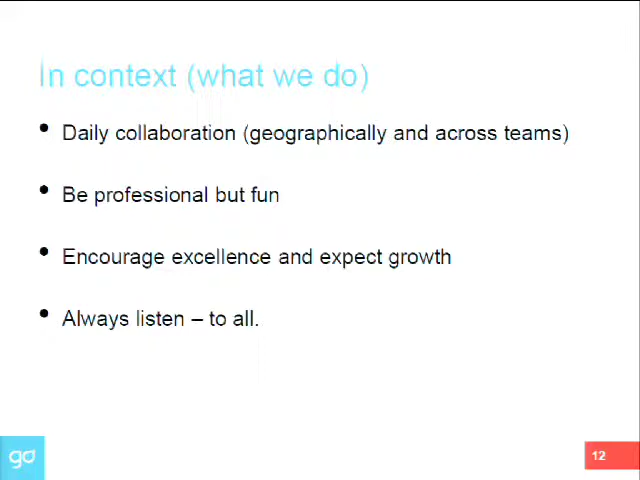 In context (what we do)
• Daily collaboration (geographically and across teams)
• Be professional but fun
• Encourage excellence and expect growth
• Always listen – to all.
go
12